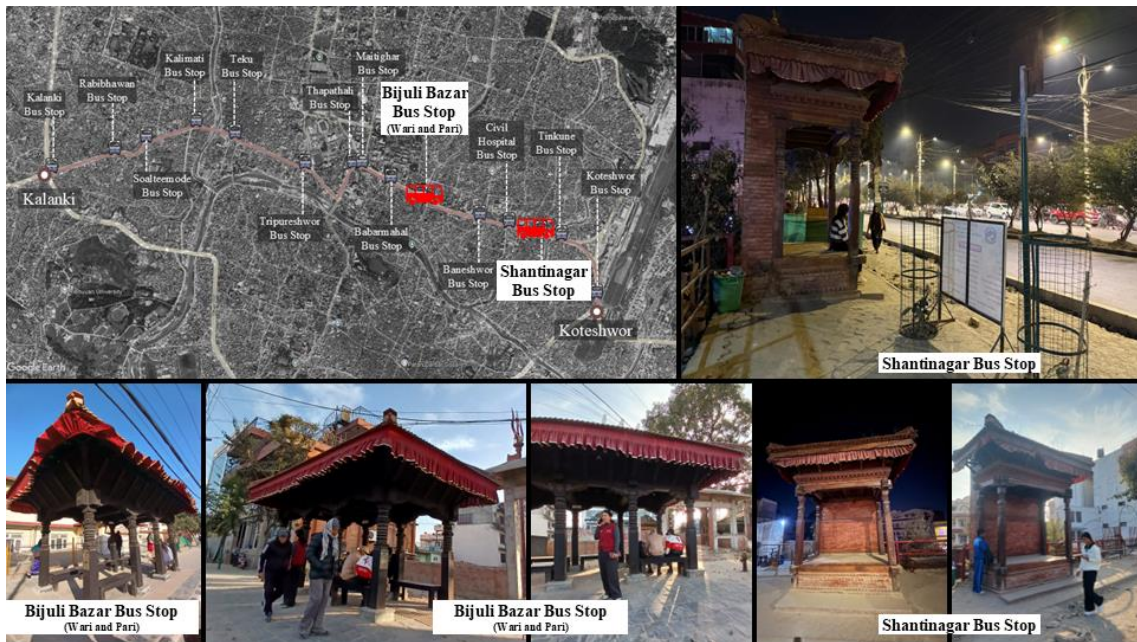 Kalanki
Bus Stop
Rabibhawan
Bus Stop
Kalimati
Bus Stop
Teku
Bus Stop
Thapathali
Bus Stop
Maitighar
Bus Stop
Bijuli Bazar
Bus Stop
(Wari and Pari)
Civil
Hospital
Bus Stop
Tinkune
Bus Stop
Koteshwor
Bus Stop
Kalanki
Soalteemode
Bus Stop
Tripureshwor
Bus Stop
Babarmahal
Bus Stop
Baneshwor
Bus Stop
Shantinagar
Bus Stop
Koteshwor
Google Earth
Shantinagar Bus Stop
Bijuli Bazar Bus Stop
(Wari and Pari)
Bijuli Bazar Bus Stop
(Wari and Pari)
Shantinagar Bus Stop